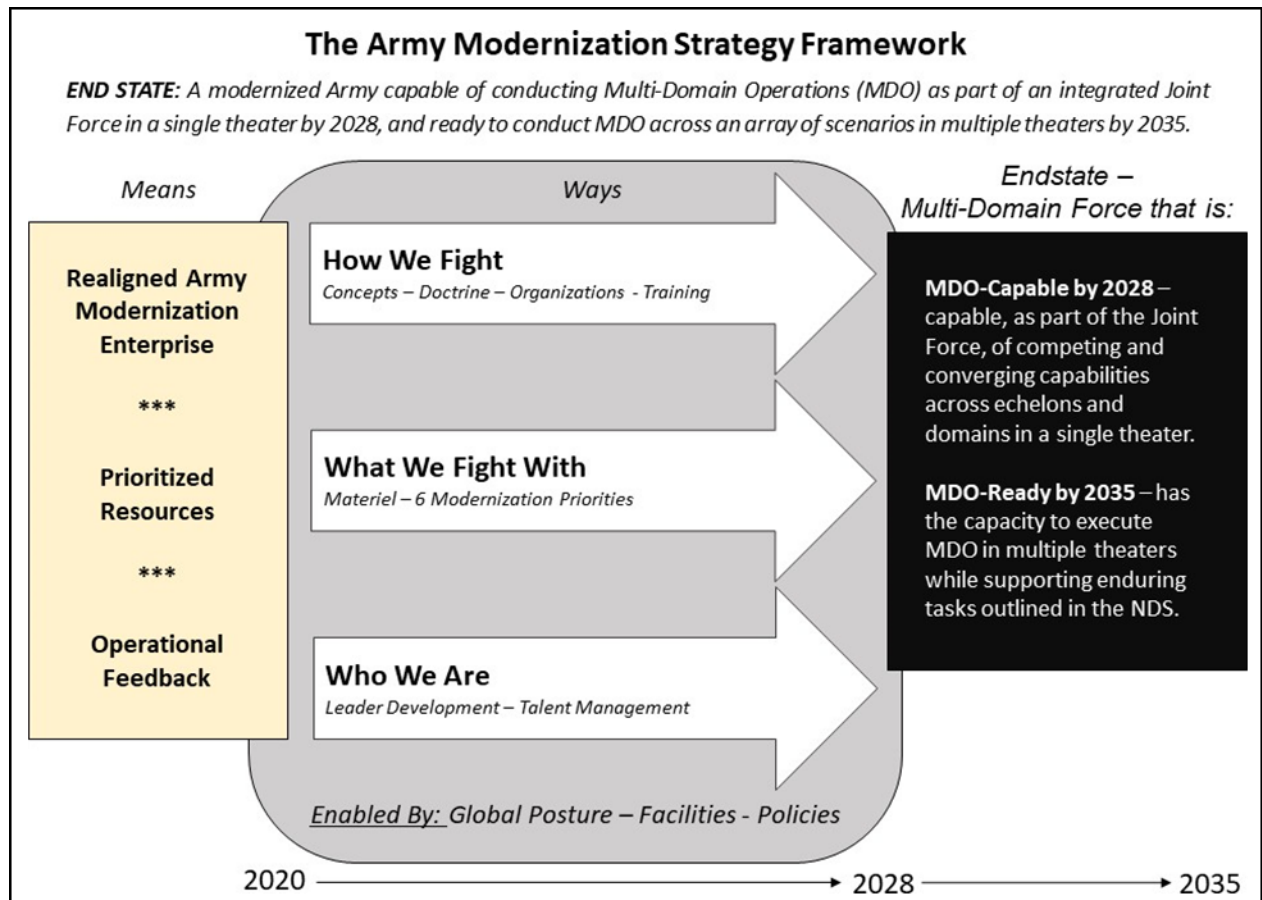 The Army Modernization Strategy Framework
END STATE: A modernized Army capable of conducting Multi-Domain Operations (MDO) as part of an integrated Joint
Force in a single theater by 2028, and ready to conduct MDO across an array of scenarios in multiple theaters by 2035.
Means
Realigned Army
Modernization
Enterprise
***
Prioritized
Resources
***
Operational
Feedback
Ways
How We Fight
Concepts – Doctrine – Organizations - Training
What We Fight With
Materiel – 6 Modernization Priorities
Who We Are
Leader Development – Talent Management
Enabled By: Global Posture – Facilities - Policies
Endstate –
Multi-Domain Force that is:
MDO-Capable by 2028 –
capable, as part of the Joint
Force, of competing and
converging capabilities
across echelons and
domains in a single theater.
MDO-Ready by 2035 – has
the capacity to execute
MDO in multiple theaters
while supporting enduring
tasks outlined in the NDS.
2020
2028
2035